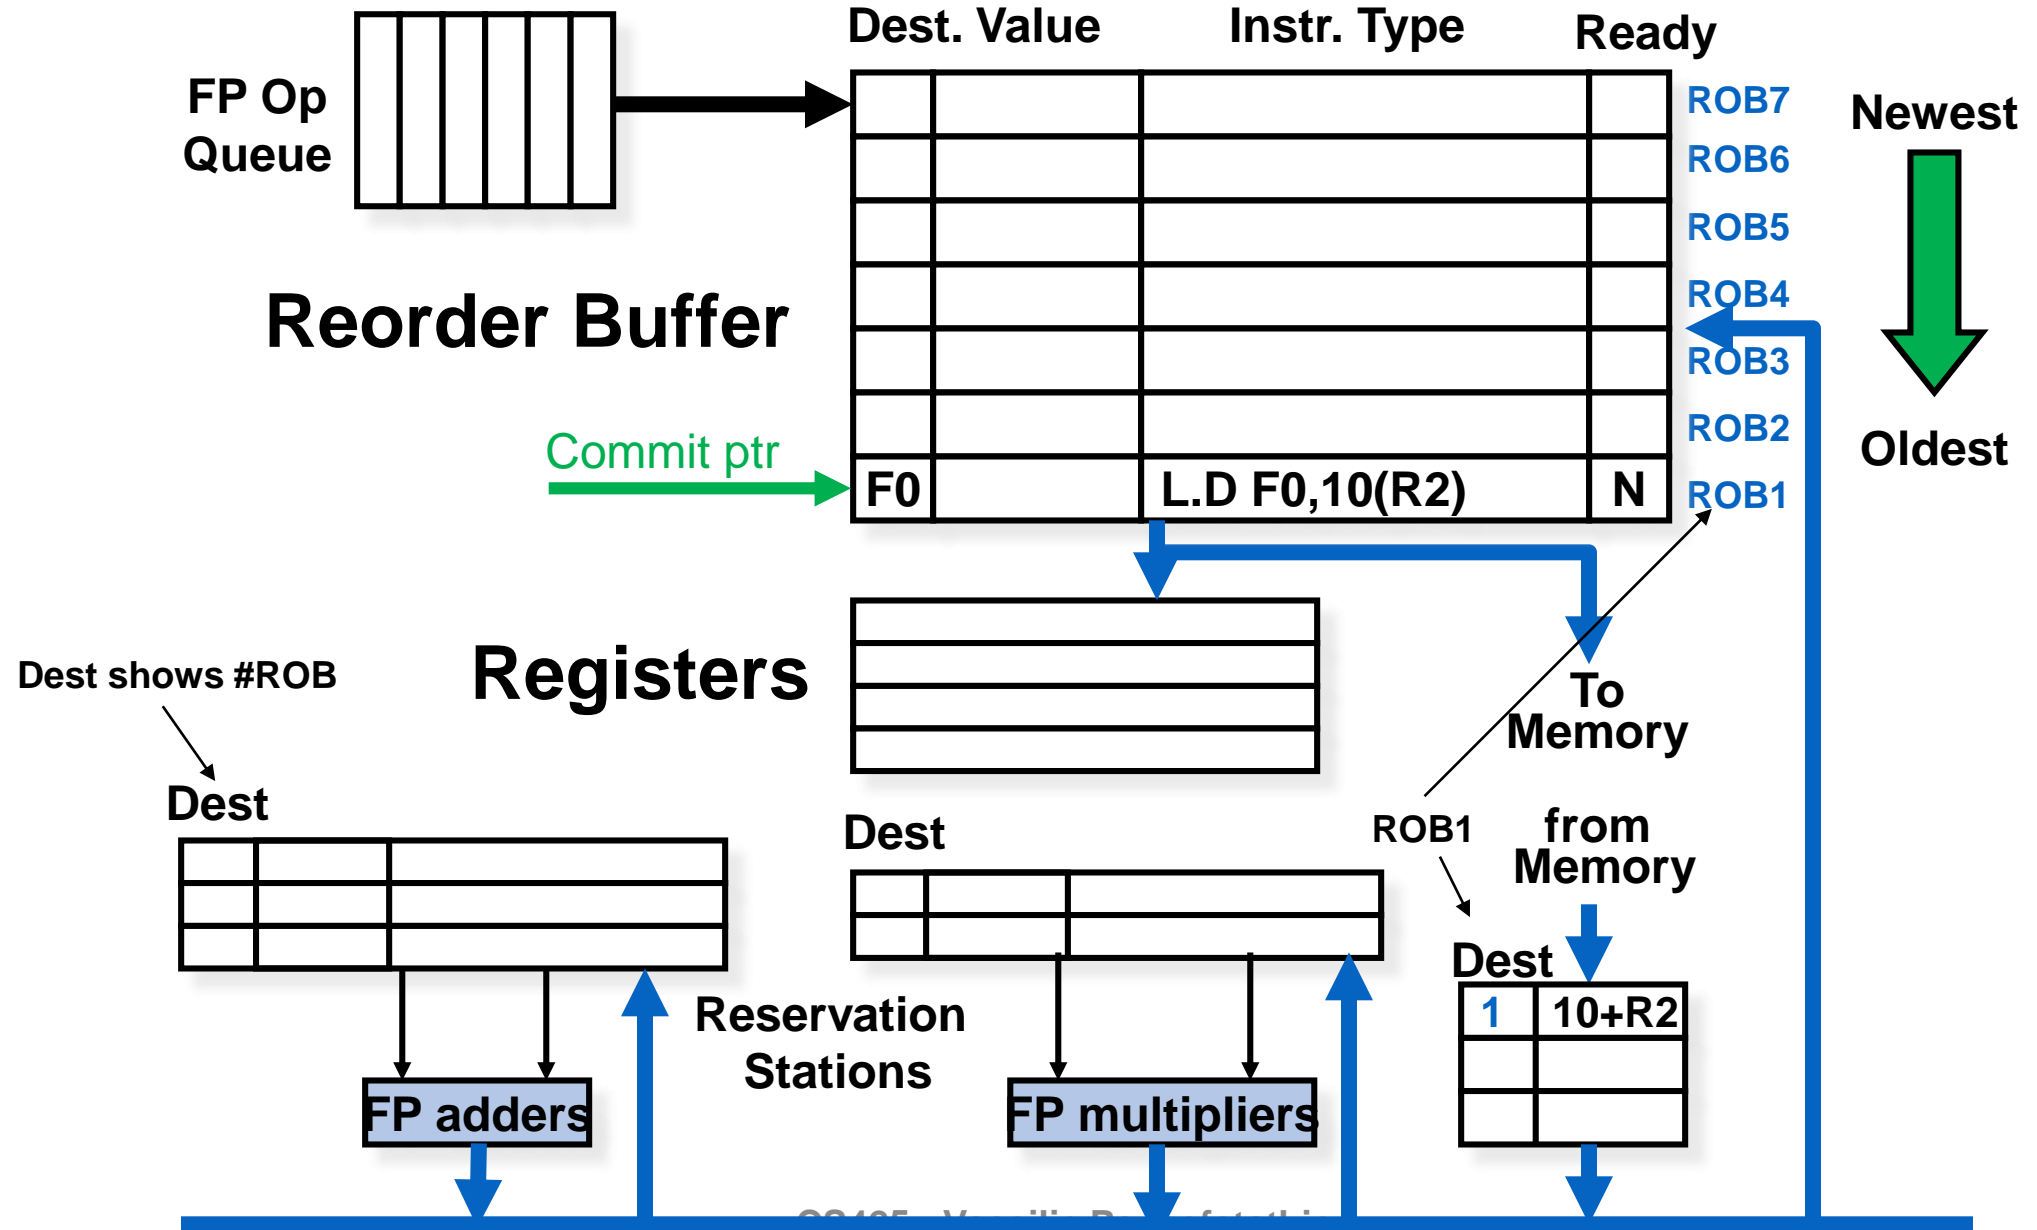 Dest. Value Instr. Type Ready
FP Op
Queue
ROB7
Newest
ROB6
ROB5
Reorder Buffer
ROB4
ROB3
Commit ptr
ROB2
Oldest
F0 L.D F0,10(R2) N ROB1
Registers
Dest shows #ROB
To
Memory
Dest
Dest
ROB1
from
Memory
Dest
1 10+R2
Reservation
Stations
FP adders
FP multipliers